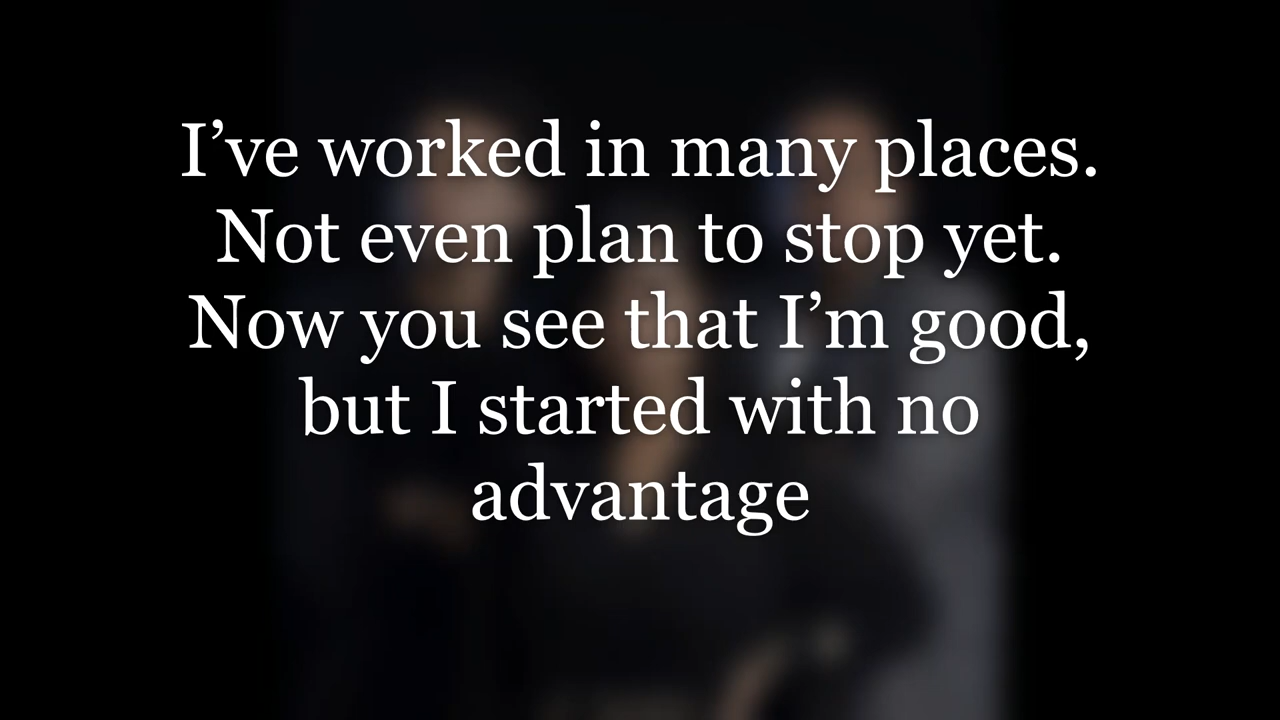 I’ve worked in many places.
Not even plan to stop yet.
Now you see that I’m good,
but I started with no
advantage